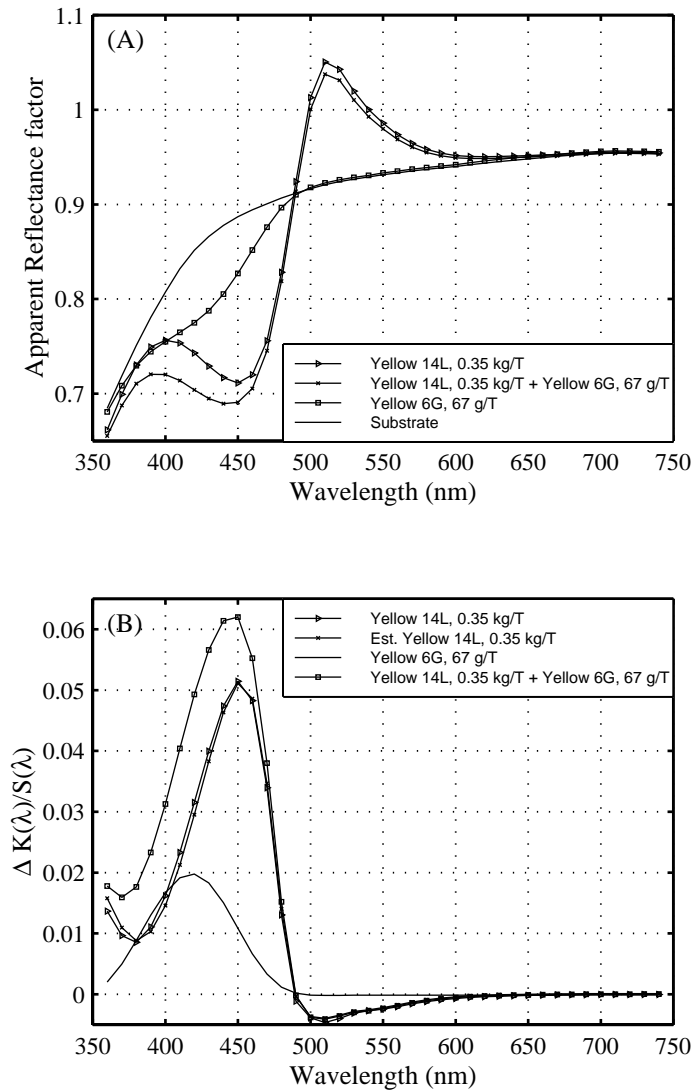 (A)
1.1
1
0.9
0.8
0.7
Apparent Reflectance factor
Yellow 14L, 0.35 kg/T
Yellow 14L, 0.35 kg/T + Yellow 6G, 67 g/T
Yellow 6G, 67 g/T
Substrate
350 400 450 500 550 600 650 700 750
Wavelength (nm)
(B)
Yellow 14L, 0.35 kg/T
Est. Yellow 14L, 0.35 kg/T
Yellow 6G, 67 g/T
Yellow 14L, 0.35 kg/T + Yellow 6G, 67 g/T
0.06
0.05
0.04
0.03
0.02
0.01
0
Δ K(λ)/S(λ)
350 400 450 500 550 600 650 700 750
Wavelength (nm)